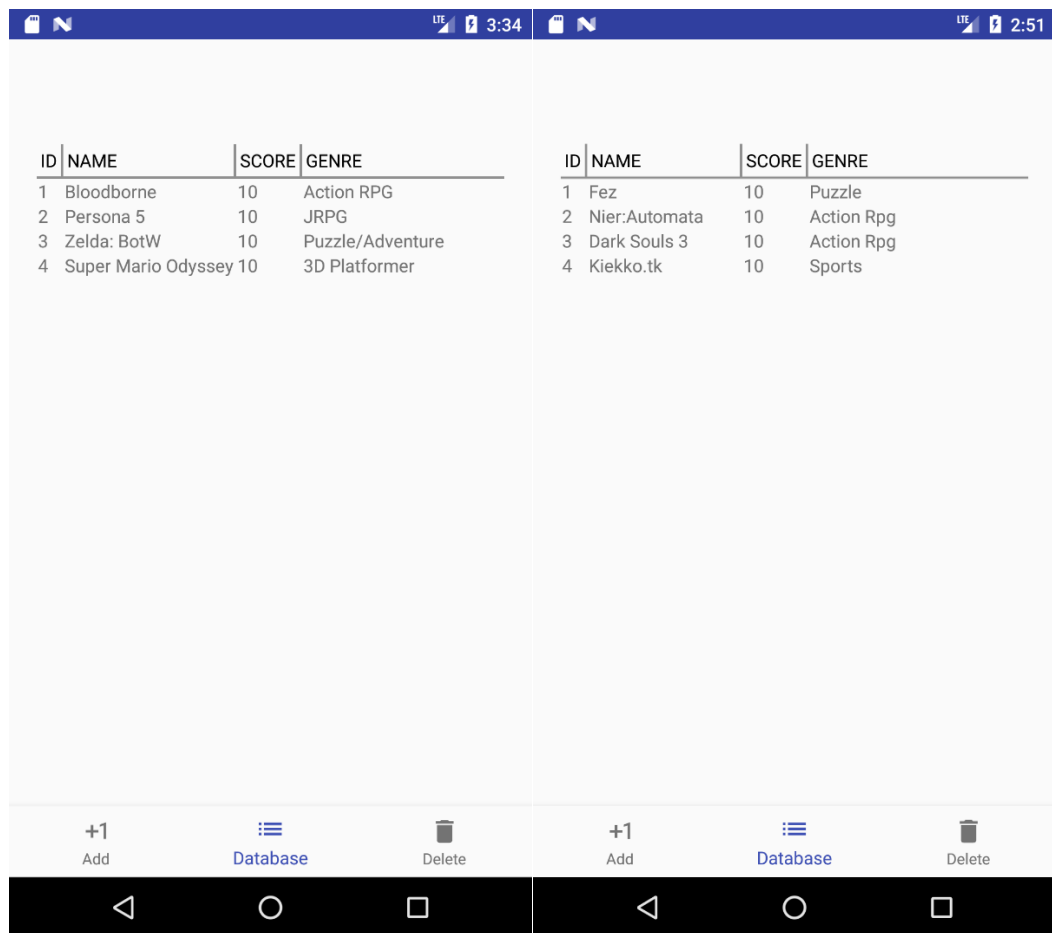 LTE 3:34
ID NAME SCORE GENRE
1 Bloodborne 10 Action RPG
2 Persona 5 10 JRPG
3 Zelda: BotW 10 Puzzle/Adventure
4 Super Mario Odyssey 10 3D Platformer
+1
Add Database Delete
LTE 2:51
ID NAME SCORE GENRE
1 Fez 10 Puzzle
2 Nier:Automata 10 Action Rpg
3 Dark Souls 3 10 Action Rpg
4 Kiekko.tk 10 Sports
+1
Add Database Delete